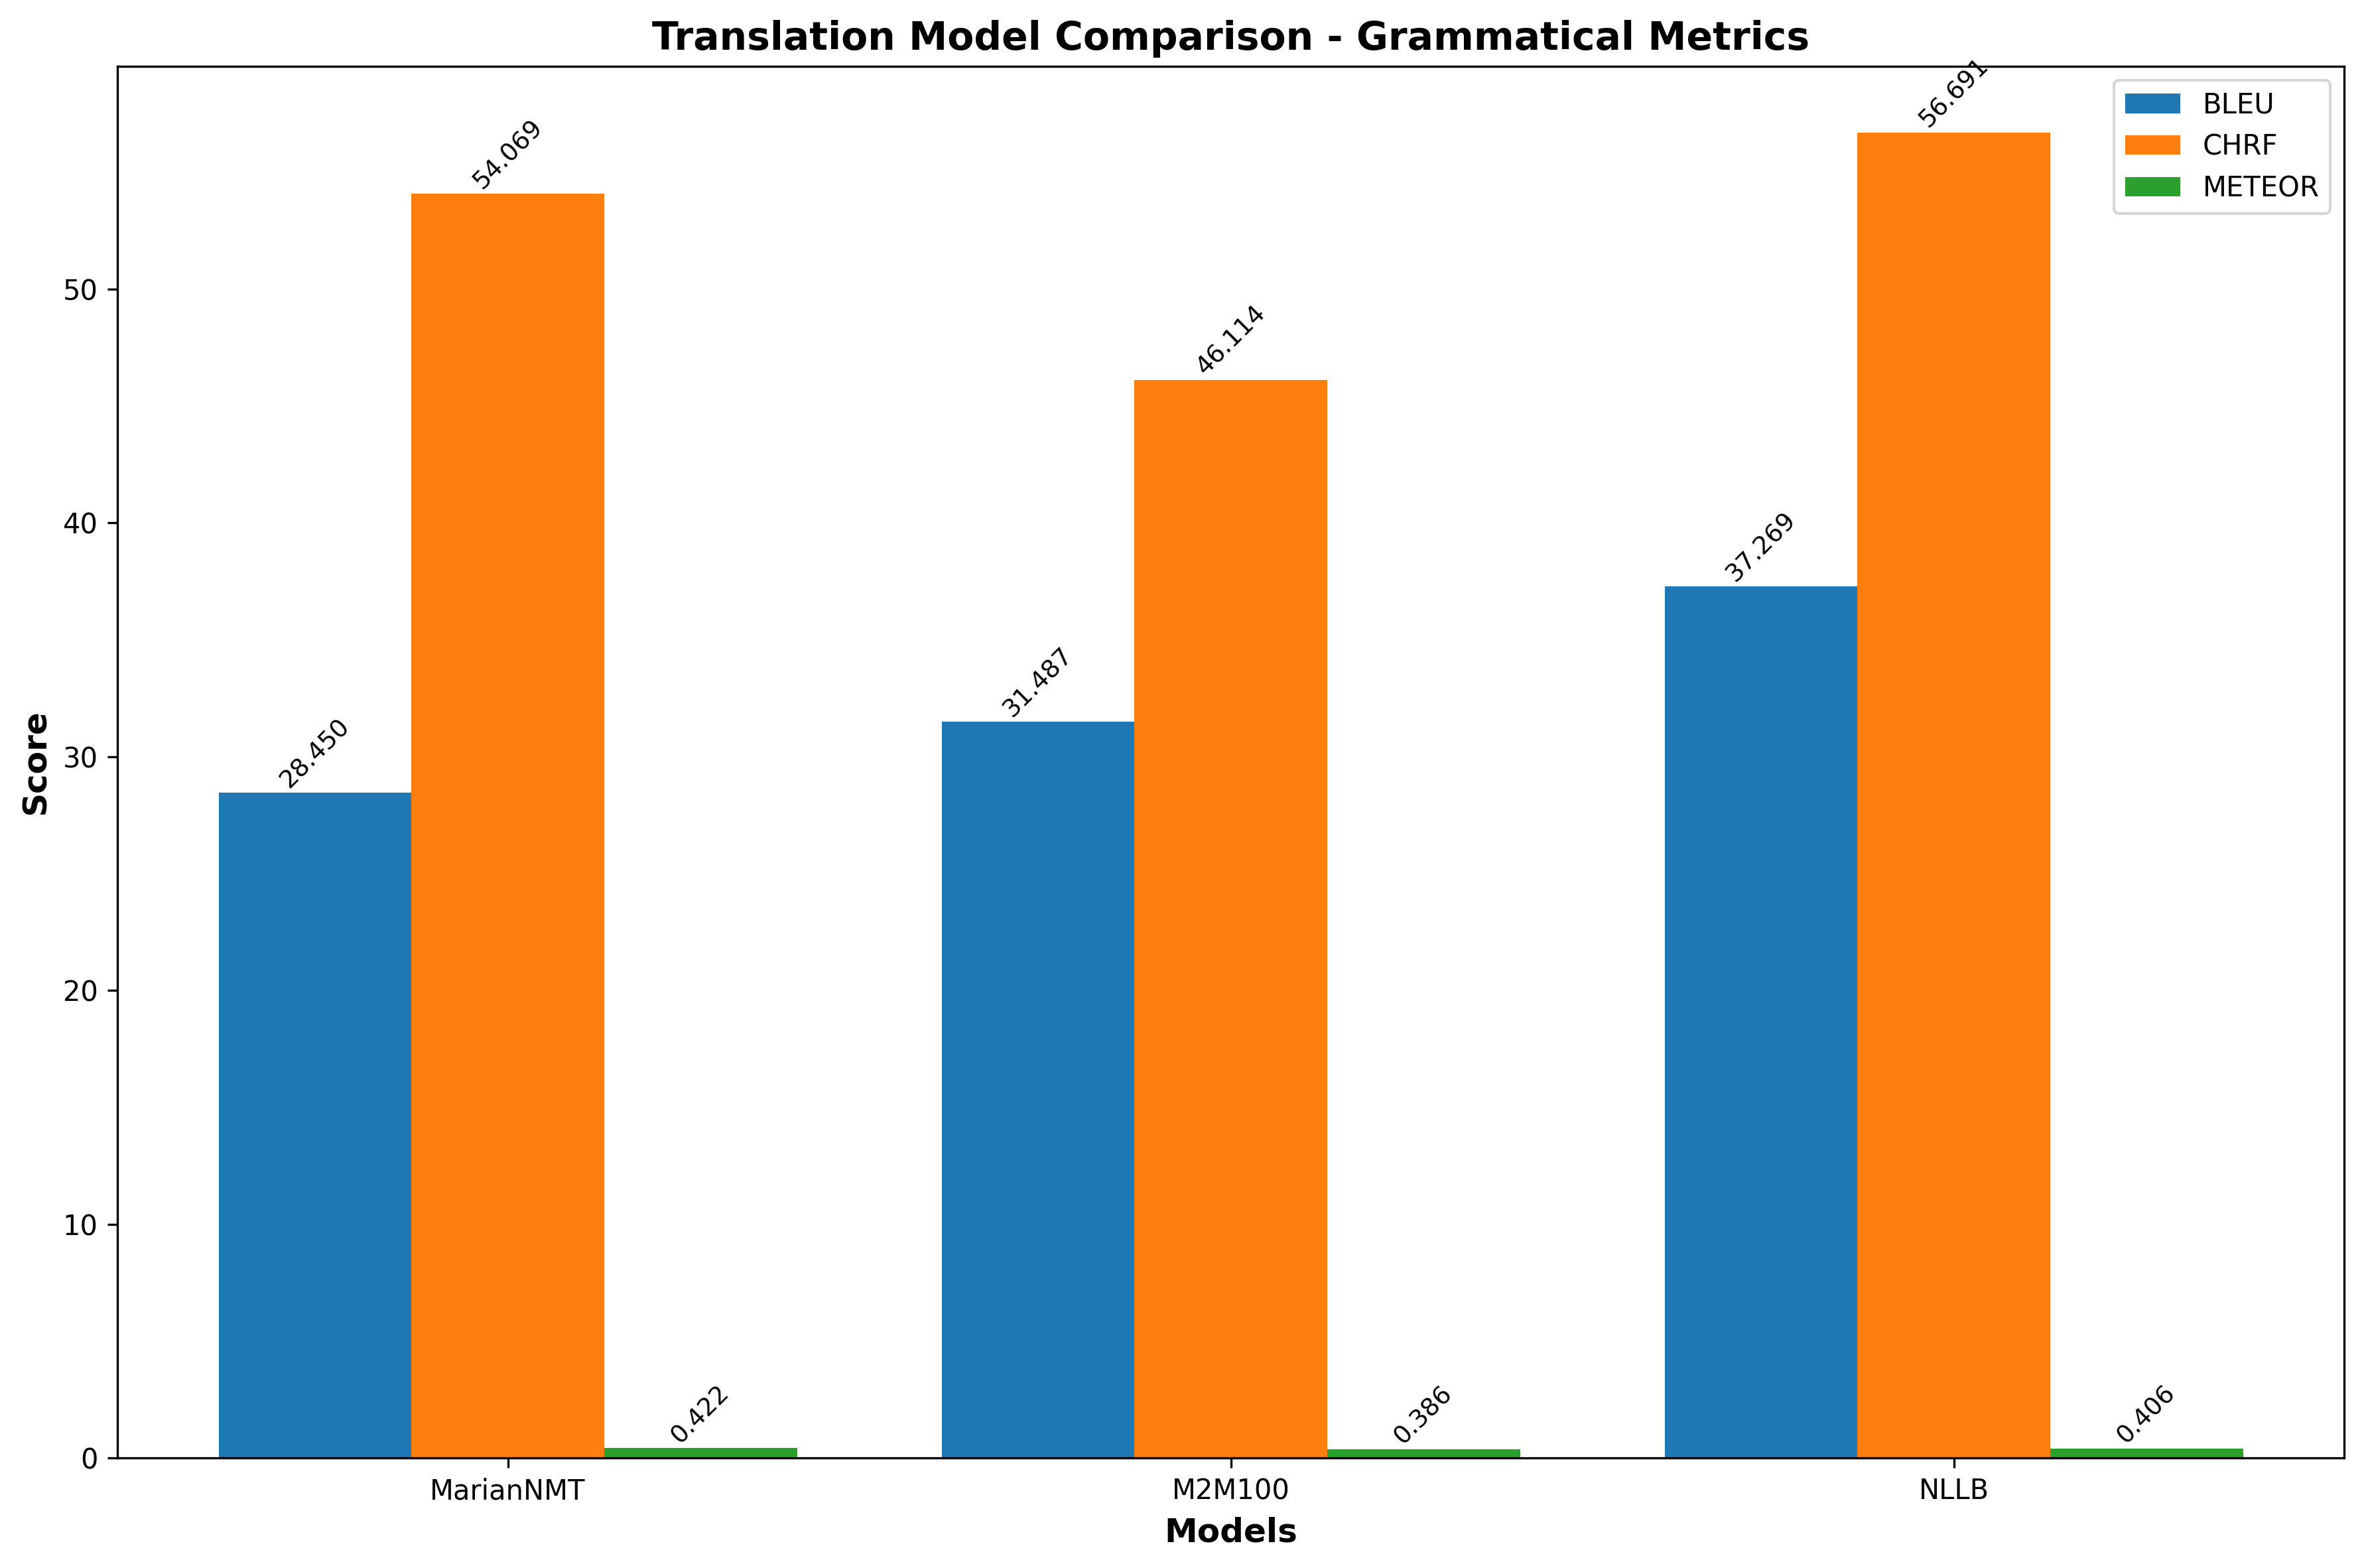 Translation Model Comparison - Grammatical Metrics
BLEU
CHRF
METEOR
Score
50
40
30
20
10
0
28.450
54.069
0.422
31.487
46.114
0.386
37.269
56.691
0.406
MarianNMT
M2M100
NLLB
Models